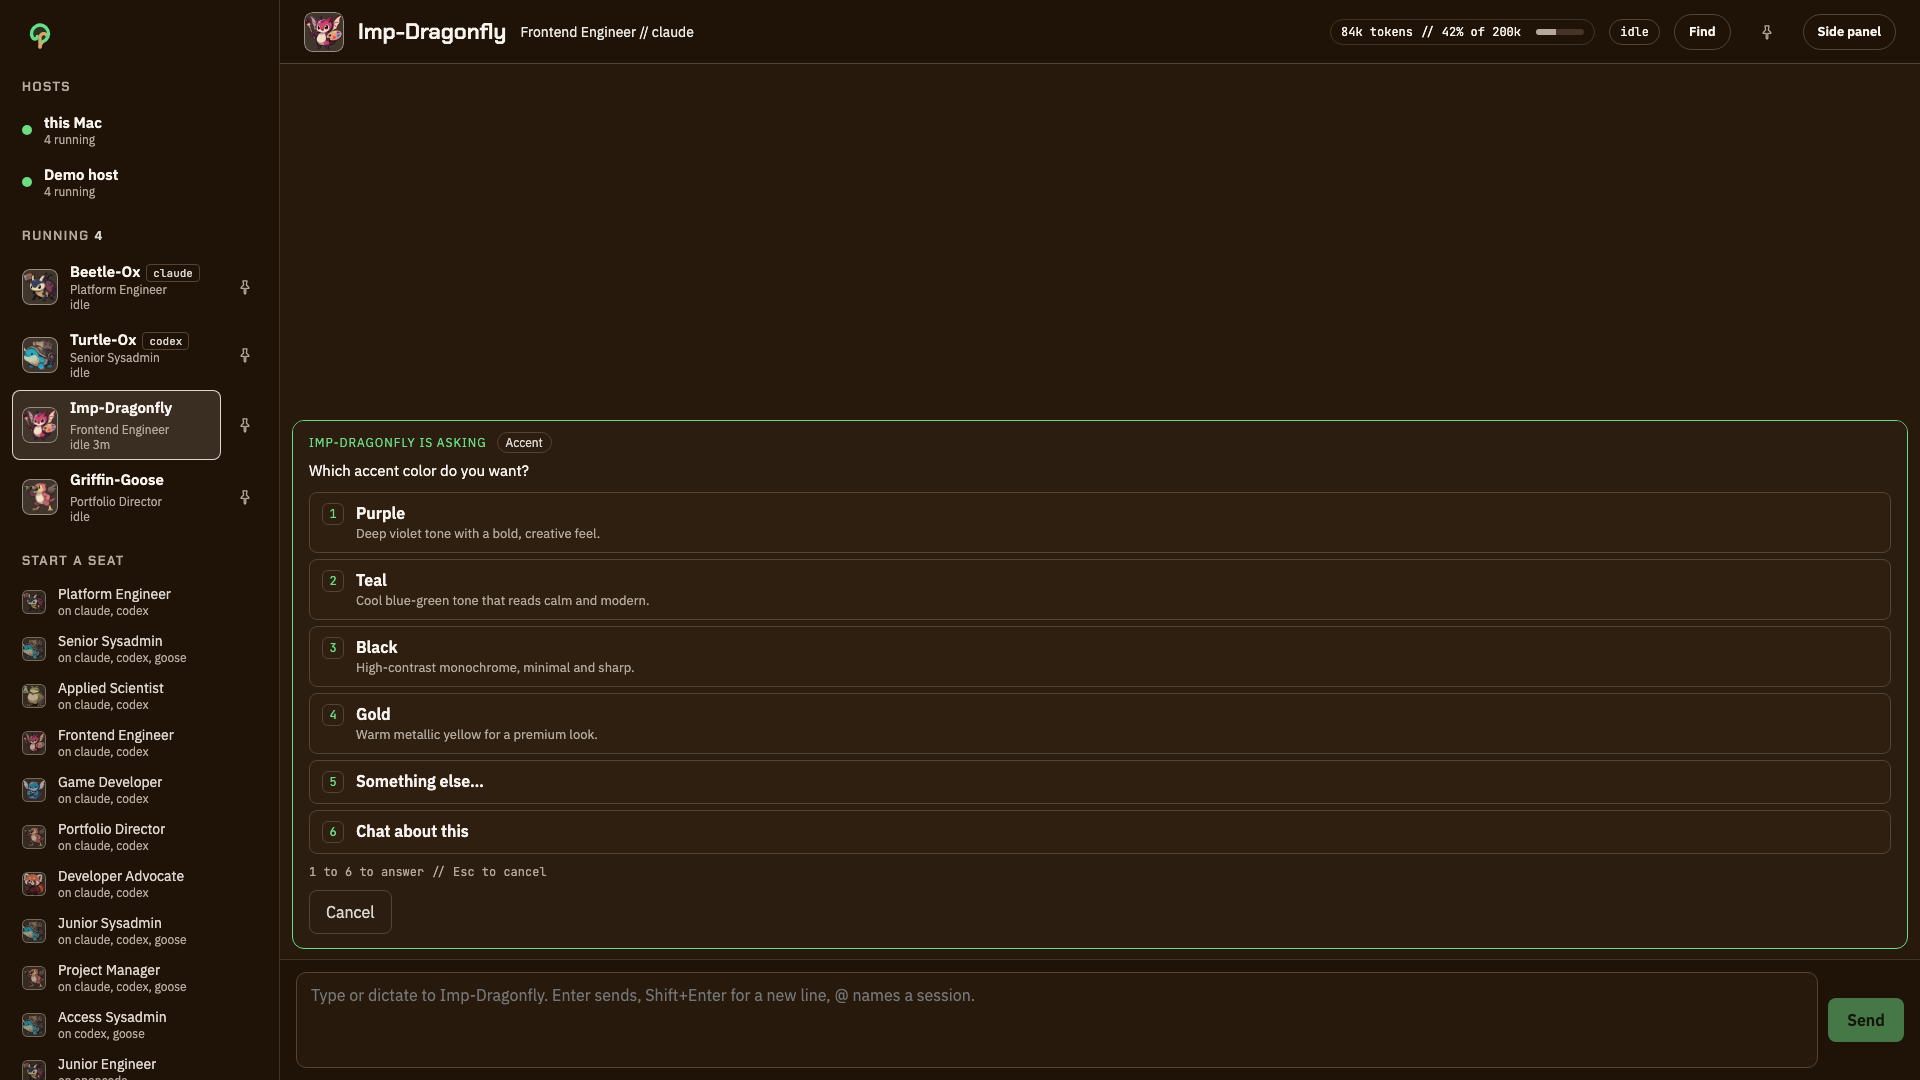 HOSTS
this Mac
4 running
Demo host
4 running
RUNNING 4
Beetle-Ox claude
Platform Engineer
idle
Turtle-Ox codex
Senior Sysadmin
idle
Imp-Dragonfly
Frontend Engineer
idle 3m
Griffin-Goose
Portfolio Director
idle
START A SEAT
Platform Engineer
on claude, codex
Senior Sysadmin
on claude, codex, goose
Applied Scientist
on claude, codex
Frontend Engineer
on claude, codex
Game Developer
on claude, codex
Portfolio Director
on claude, codex
Developer Advocate
on claude, codex
Junior Sysadmin
on claude, codex, goose
Project Manager
on claude, codex, goose
Access Sysadmin
on codex, goose
Junior Engineer
Imp-Dragonfly Frontend Engineer // claude
84k tokens // 42% of 200k idle Find Side panel
IMP-DRAGONFLY IS ASKING Accent
Which accent color do you want?
1 Purple
Deep violet tone with a bold, creative feel.
2 Teal
Cool blue-green tone that reads calm and modern.
3 Black
High-contrast monochrome, minimal and sharp.
4 Gold
Warm metallic yellow for a premium look.
5 Something else...
6 Chat about this
1 to 6 to answer // Esc to cancel
Cancel
Type or dictate to Imp-Dragonfly. Enter sends, Shift+Enter for a new line, @ names a session.
Send